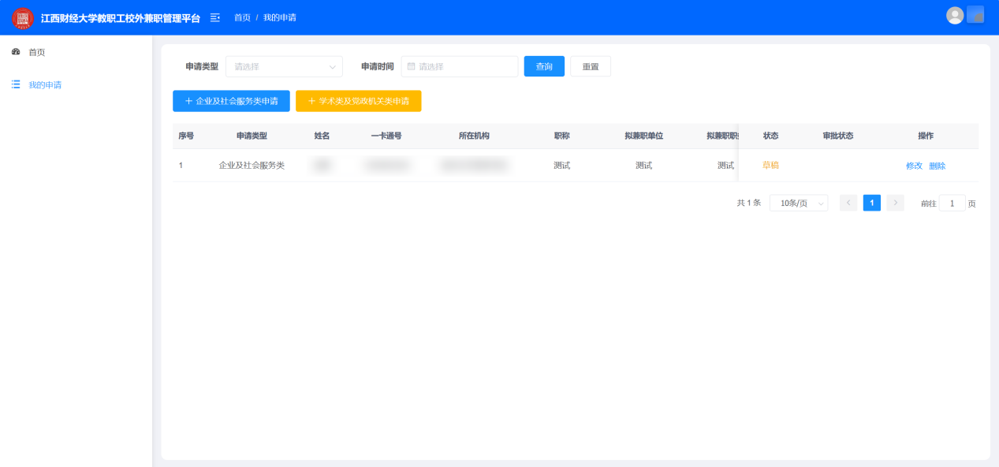 江西财经大学教职工校外兼职管理平台 首页 / 我的申请
首页
我的申请
申请类型 请选择 申请时间 请选择 查询 重置
+ 企业及社会服务类申请 + 学术类及党政机关类申请
序号 申请类型 姓名 一卡通号 所在机构 职称 拟兼职单位 拟兼职职 状态 审批状态 操作
1 企业及社会服务类 测试 测试 测试 草稿 修改 删除
共 1 条 10条/页 1 前往 1 页